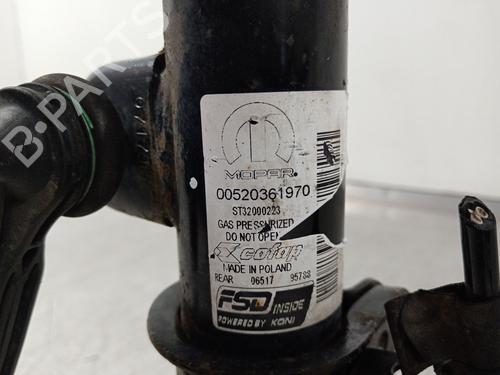 B-PARTS
MOPAR
00520361970
ST32000223
GAS PRESSURIZED
DO NOT OPEN
cofap
MADE IN POLAND
REAR 06517 95788
FSD INSIDE
POWERED BY KONI